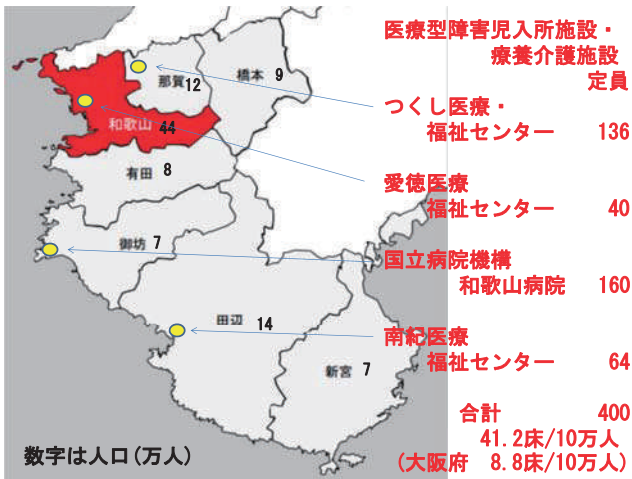 医療型障害児入所施設・
療養介護施設
定員
つくし医療・
福祉センター 136
愛徳医療
福祉センター 40
国立病院機構
和歌山病院 160
南紀医療
福祉センター 64
合計 400
41.2床/10万人
(大阪府 8.8床/10万人)
橋本 9
那賀 12
和歌山 44
有田 8
御坊 7
田辺 14
新宮 7
数字は人口(万人)